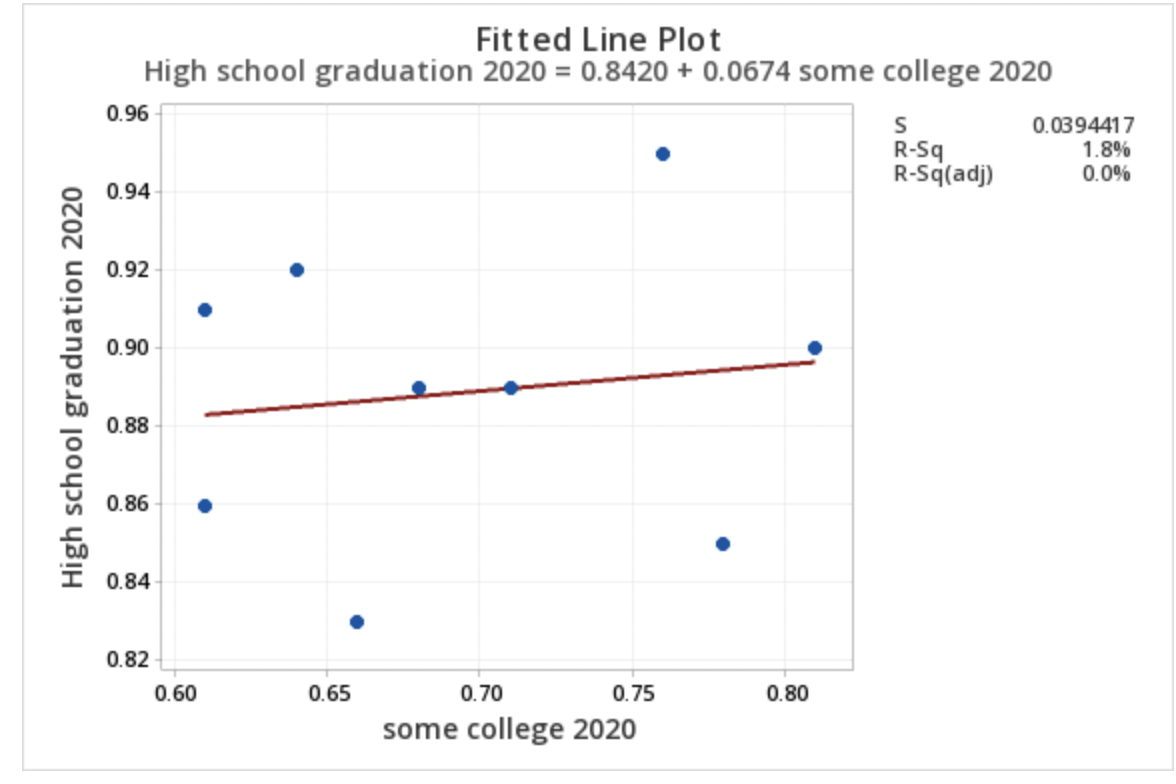 Fitted Line Plot
High school graduation 2020 = 0.8420 + 0.0674 some college 2020
S 0.0394417
R-Sq 1.8%
R-Sq(adj) 0.0%
High school graduation 2020
0.96
0.94
0.92
0.90
0.88
0.86
0.84
0.82
0.60 0.65 0.70 0.75 0.80
some college 2020